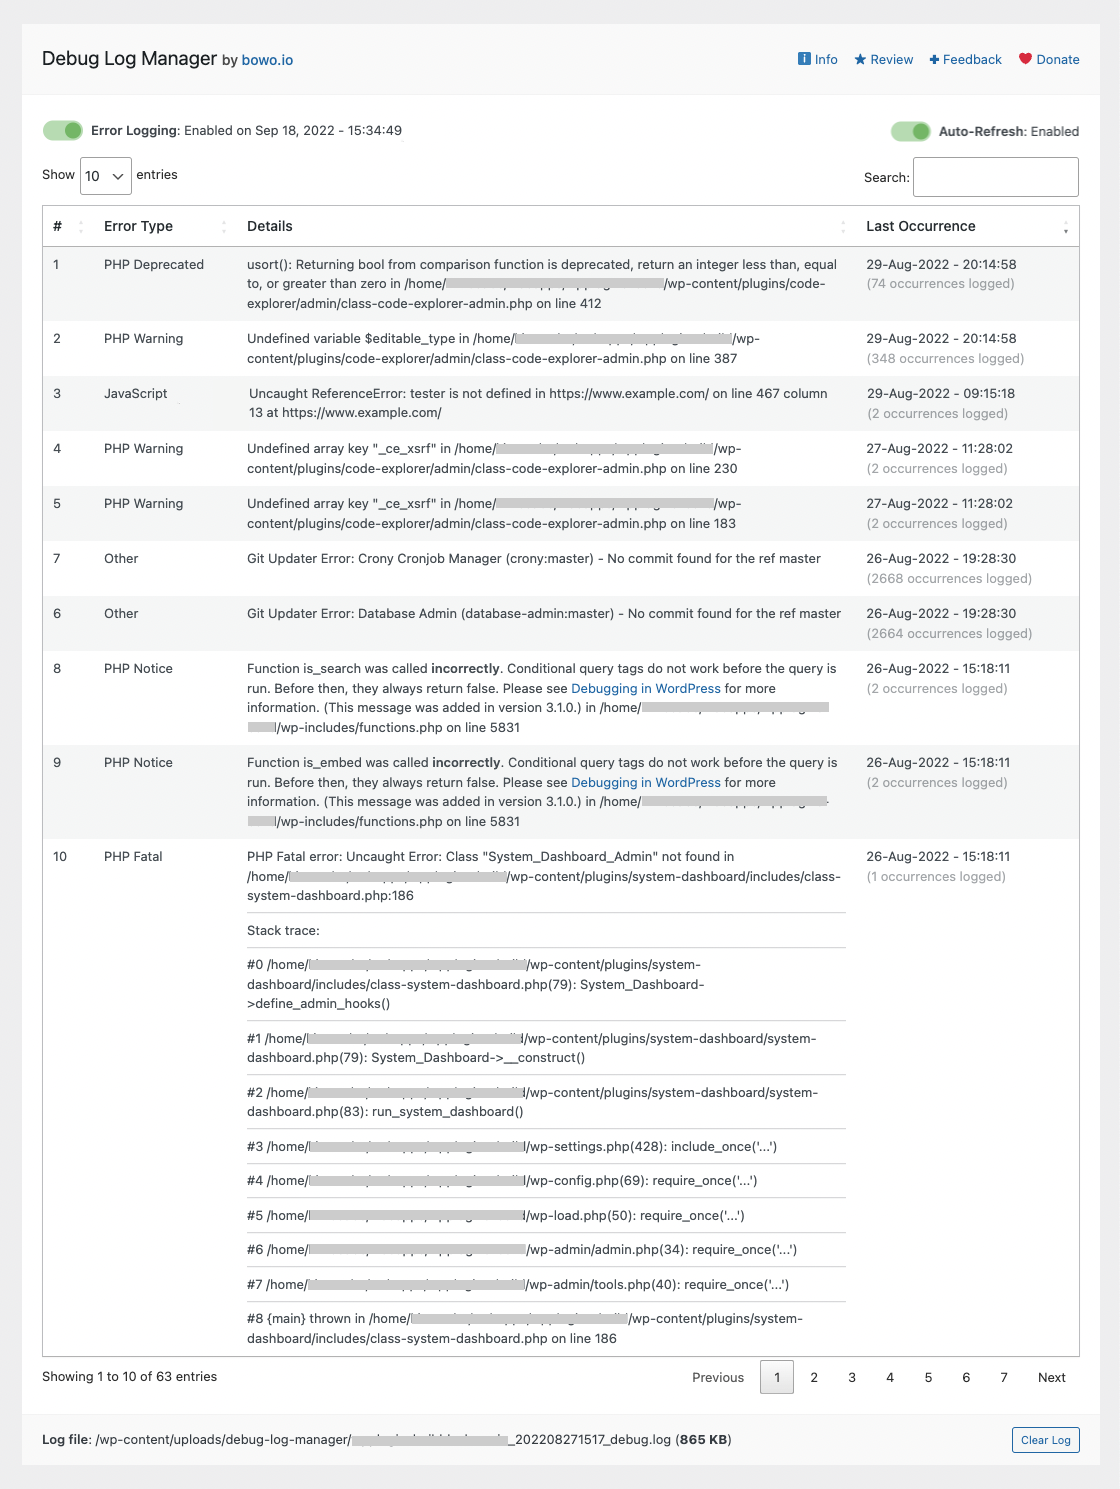 Debug Log Manager by bowo.io
Info Review Feedback Donate
Error Logging: Enabled on Sep 18, 2022 - 15:34:49
Auto-Refresh: Enabled
Show 10 entries
Search:
# Error Type Details Last Occurrence
1 PHP Deprecated usort(): Returning bool from comparison function is deprecated, return an integer less than, equal 29-Aug-2022 - 20:14:58
to, or greater than zero in /home/ /wp-content/plugins/code- (74 occurrences logged)
explorer/admin/class-code-explorer-admin.php on line 412
2 PHP Warning Undefined variable $editable_type in /home/ /wp- 29-Aug-2022 - 20:14:58
content/plugins/code-explorer/admin/class-code-explorer-admin.php on line 387 (348 occurrences logged)
3 JavaScript Uncaught ReferenceError: tester is not defined in https://www.example.com/ on line 467 column 29-Aug-2022 - 09:15:18
13 at https://www.example.com/ (2 occurrences logged)
4 PHP Warning Undefined array key "_ce_xsrf" in /home/ /wp- 27-Aug-2022 - 11:28:02
content/plugins/code-explorer/admin/class-code-explorer-admin.php on line 230 (2 occurrences logged)
5 PHP Warning Undefined array key "_ce_xsrf" in /home/ /wp- 27-Aug-2022 - 11:28:02
content/plugins/code-explorer/admin/class-code-explorer-admin.php on line 183 (2 occurrences logged)
7 Other Git Updater Error: Crony Cronjob Manager (crony:master) - No commit found for the ref master 26-Aug-2022 - 19:28:30
(2668 occurrences logged)
6 Other Git Updater Error: Database Admin (database-admin:master) - No commit found for the ref master 26-Aug-2022 - 19:28:30
(2664 occurrences logged)
8 PHP Notice Function is_search was called incorrectly. Conditional query tags do not work before the query is 26-Aug-2022 - 15:18:11
run. Before then, they always return false. Please see Debugging in WordPress for more (2 occurrences logged)
information. (This message was added in version 3.1.0.) in /home/
/wp-includes/functions.php on line 5831
9 PHP Notice Function is_embed was called incorrectly. Conditional query tags do not work before the query is 26-Aug-2022 - 15:18:11
run. Before then, they always return false. Please see Debugging in WordPress for more (2 occurrences logged)
information. (This message was added in version 3.1.0.) in /home/
/wp-includes/functions.php on line 5831
10 PHP Fatal PHP Fatal error: Uncaught Error: Class "System_Dashboard_Admin" not found in 26-Aug-2022 - 15:18:11
/home/ /wp-content/plugins/system-dashboard/includes/class- (1 occurrences logged)
system-dashboard.php:186
Stack trace:
#0 /home/ /wp-content/plugins/system-
dashboard/includes/class-system-dashboard.php(79): System_Dashboard-
>define_admin_hooks()
#1 /home/ /wp-content/plugins/system-dashboard/system-
dashboard.php(79): System_Dashboard->__construct()
#2 /home/ /wp-content/plugins/system-dashboard/system-
dashboard.php(83): run_system_dashboard()
#3 /home/ /wp-settings.php(428): include_once('...')
#4 /home/ /wp-config.php(69): require_once('...')
#5 /home/ /wp-load.php(50): require_once('...')
#6 /home/ /wp-admin/admin.php(34): require_once('...')
#7 /home/ /wp-admin/tools.php(40): require_once('...')
#8 {main} thrown in /home/ /wp-content/plugins/system-
dashboard/includes/class-system-dashboard.php on line 186
Showing 1 to 10 of 63 entries
Previous 1 2 3 4 5 6 7 Next
Log file: /wp-content/uploads/debug-log-manager/ _202208271517_debug.log (865 KB)
Clear Log